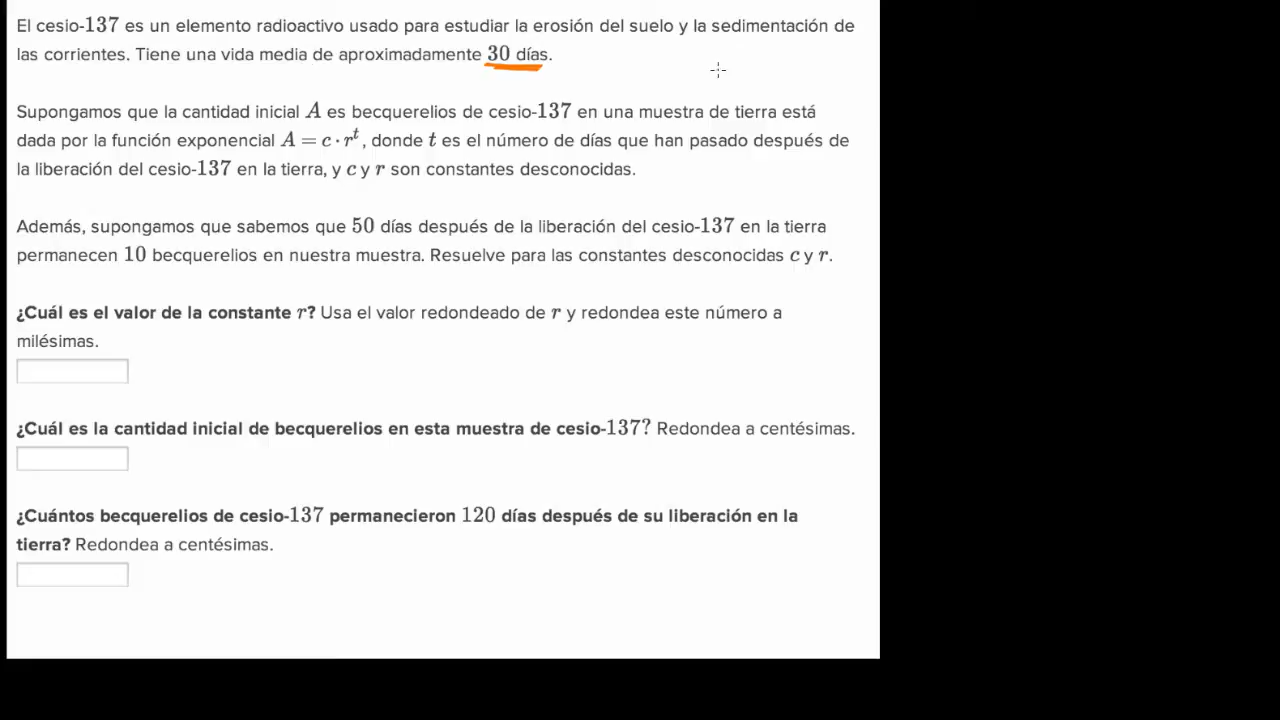 El cesio-137 es un elemento radioactivo usado para estudiar la erosión del suelo y la sedimentación de
las corrientes. Tiene una vida media de aproximadamente 30 días.
Supongamos que la cantidad inicial A es becquerelios de cesio-137 en una muestra de tierra está
dada por la función exponencial A = c · r^t, donde t es el número de días que han pasado después de
la liberación del cesio-137 en la tierra, y c y r son constantes desconocidas.
Además, supongamos que sabemos que 50 días después de la liberación del cesio-137 en la tierra
permanecen 10 becquerelios en nuestra muestra. Resuelve para las constantes desconocidas c y r.
¿Cuál es el valor de la constante r? Usa el valor redondeado de r y redondea este número a
milésimas.
¿Cuál es la cantidad inicial de becquerelios en esta muestra de cesio-137? Redondea a centésimas.
¿Cuántos becquerelios de cesio-137 permanecieron 120 días después de su liberación en la
tierra? Redondea a centésimas.